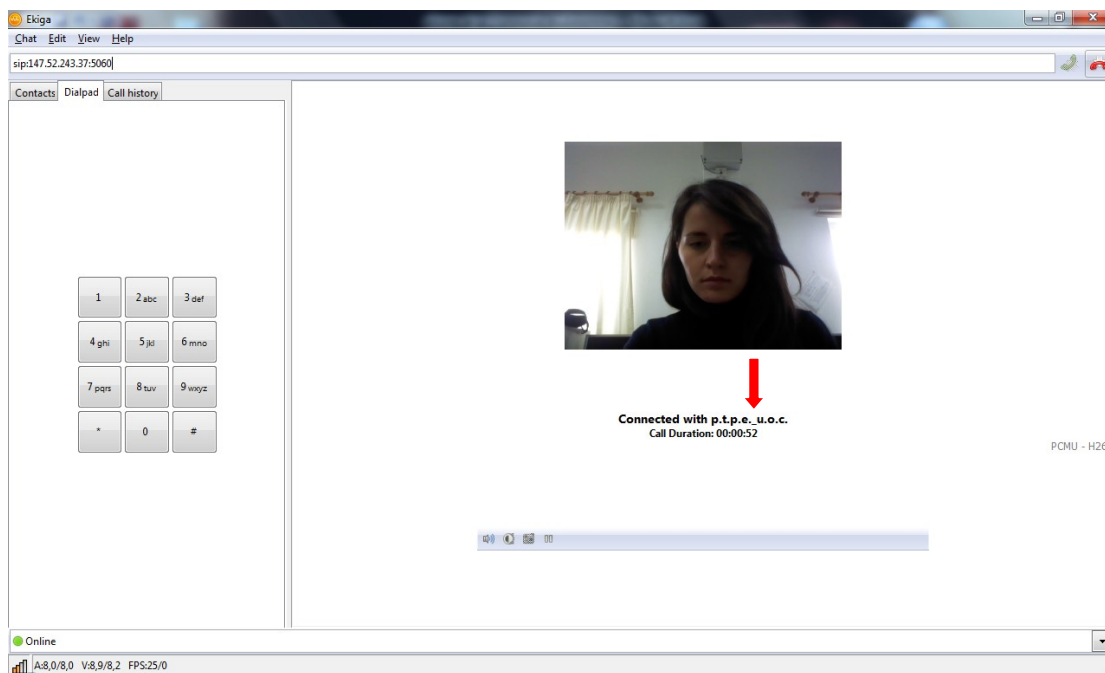 Ekiga
Chat Edit View Help
sip:147.52.243.37:5060
Contacts Dialpad Call history
1 2 abc 3 def
4 ghi 5 jkl 6 mno
7 pqrs 8 tuv 9 wxyz
* 0 #
Connected with p.t.p.e._u.o.c.
Call Duration: 00:00:52
PCMU - H26
Online
A:8,0/8,0 V:8,9/8,2 FPS:25/0